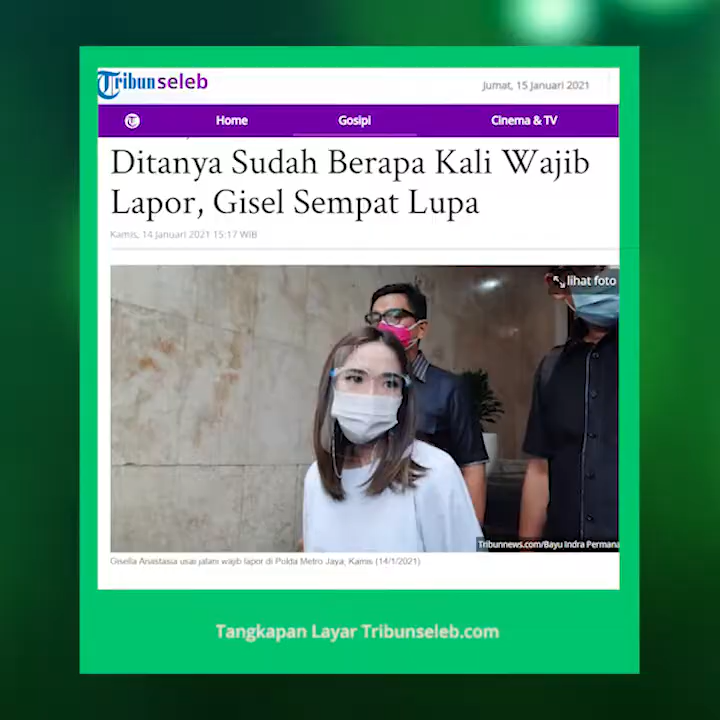 Tribunseleb
Jumat, 15 Januari 2021
Home Gosipi Cinema & TV
Ditanya Sudah Berapa Kali Wajib
Lapor, Gisel Sempat Lupa
Kamis, 14 Januari 2021 15:17 WIB
lihat foto
Tribunnews.com/Bayu Indra Permana
Gisella Anastasia usai jalani wajib lapor di Polda Metro Jaya, Kamis (14/1/2021)
Tangkapan Layar Tribunseleb.com